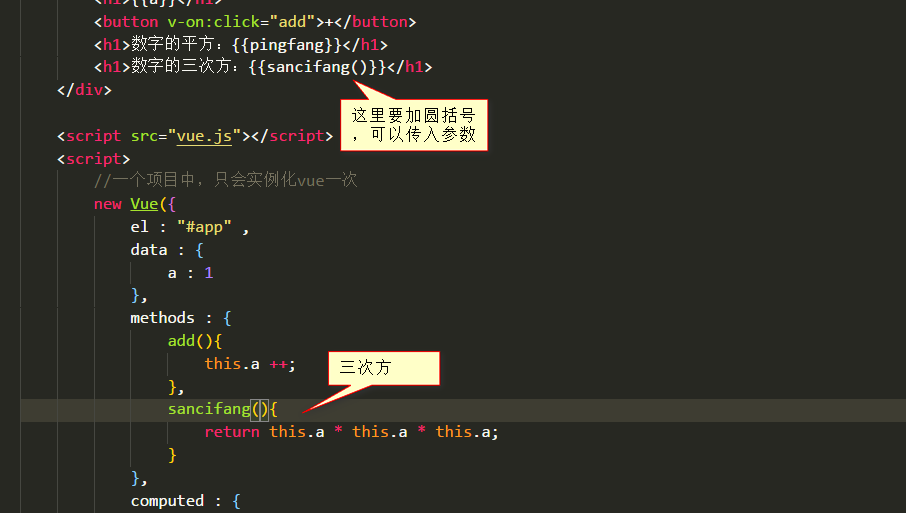 <h1>{{a}}</h1>
<button v-on:click="add">+</button>
<h1>数字的平方：{{pingfang}}</h1>
<h1>数字的三次方：{{sancifang()}}</h1>
</div>
这里要加圆括号
，可以传入参数
<script src="vue.js"></script>
<script>
//一个项目中，只会实例化vue一次
new Vue({
el : "#app" ,
data : {
a : 1
},
methods : {
add(){
this.a ++;
三次方
},
sancifang(){
return this.a * this.a * this.a;
}
},
computed : {